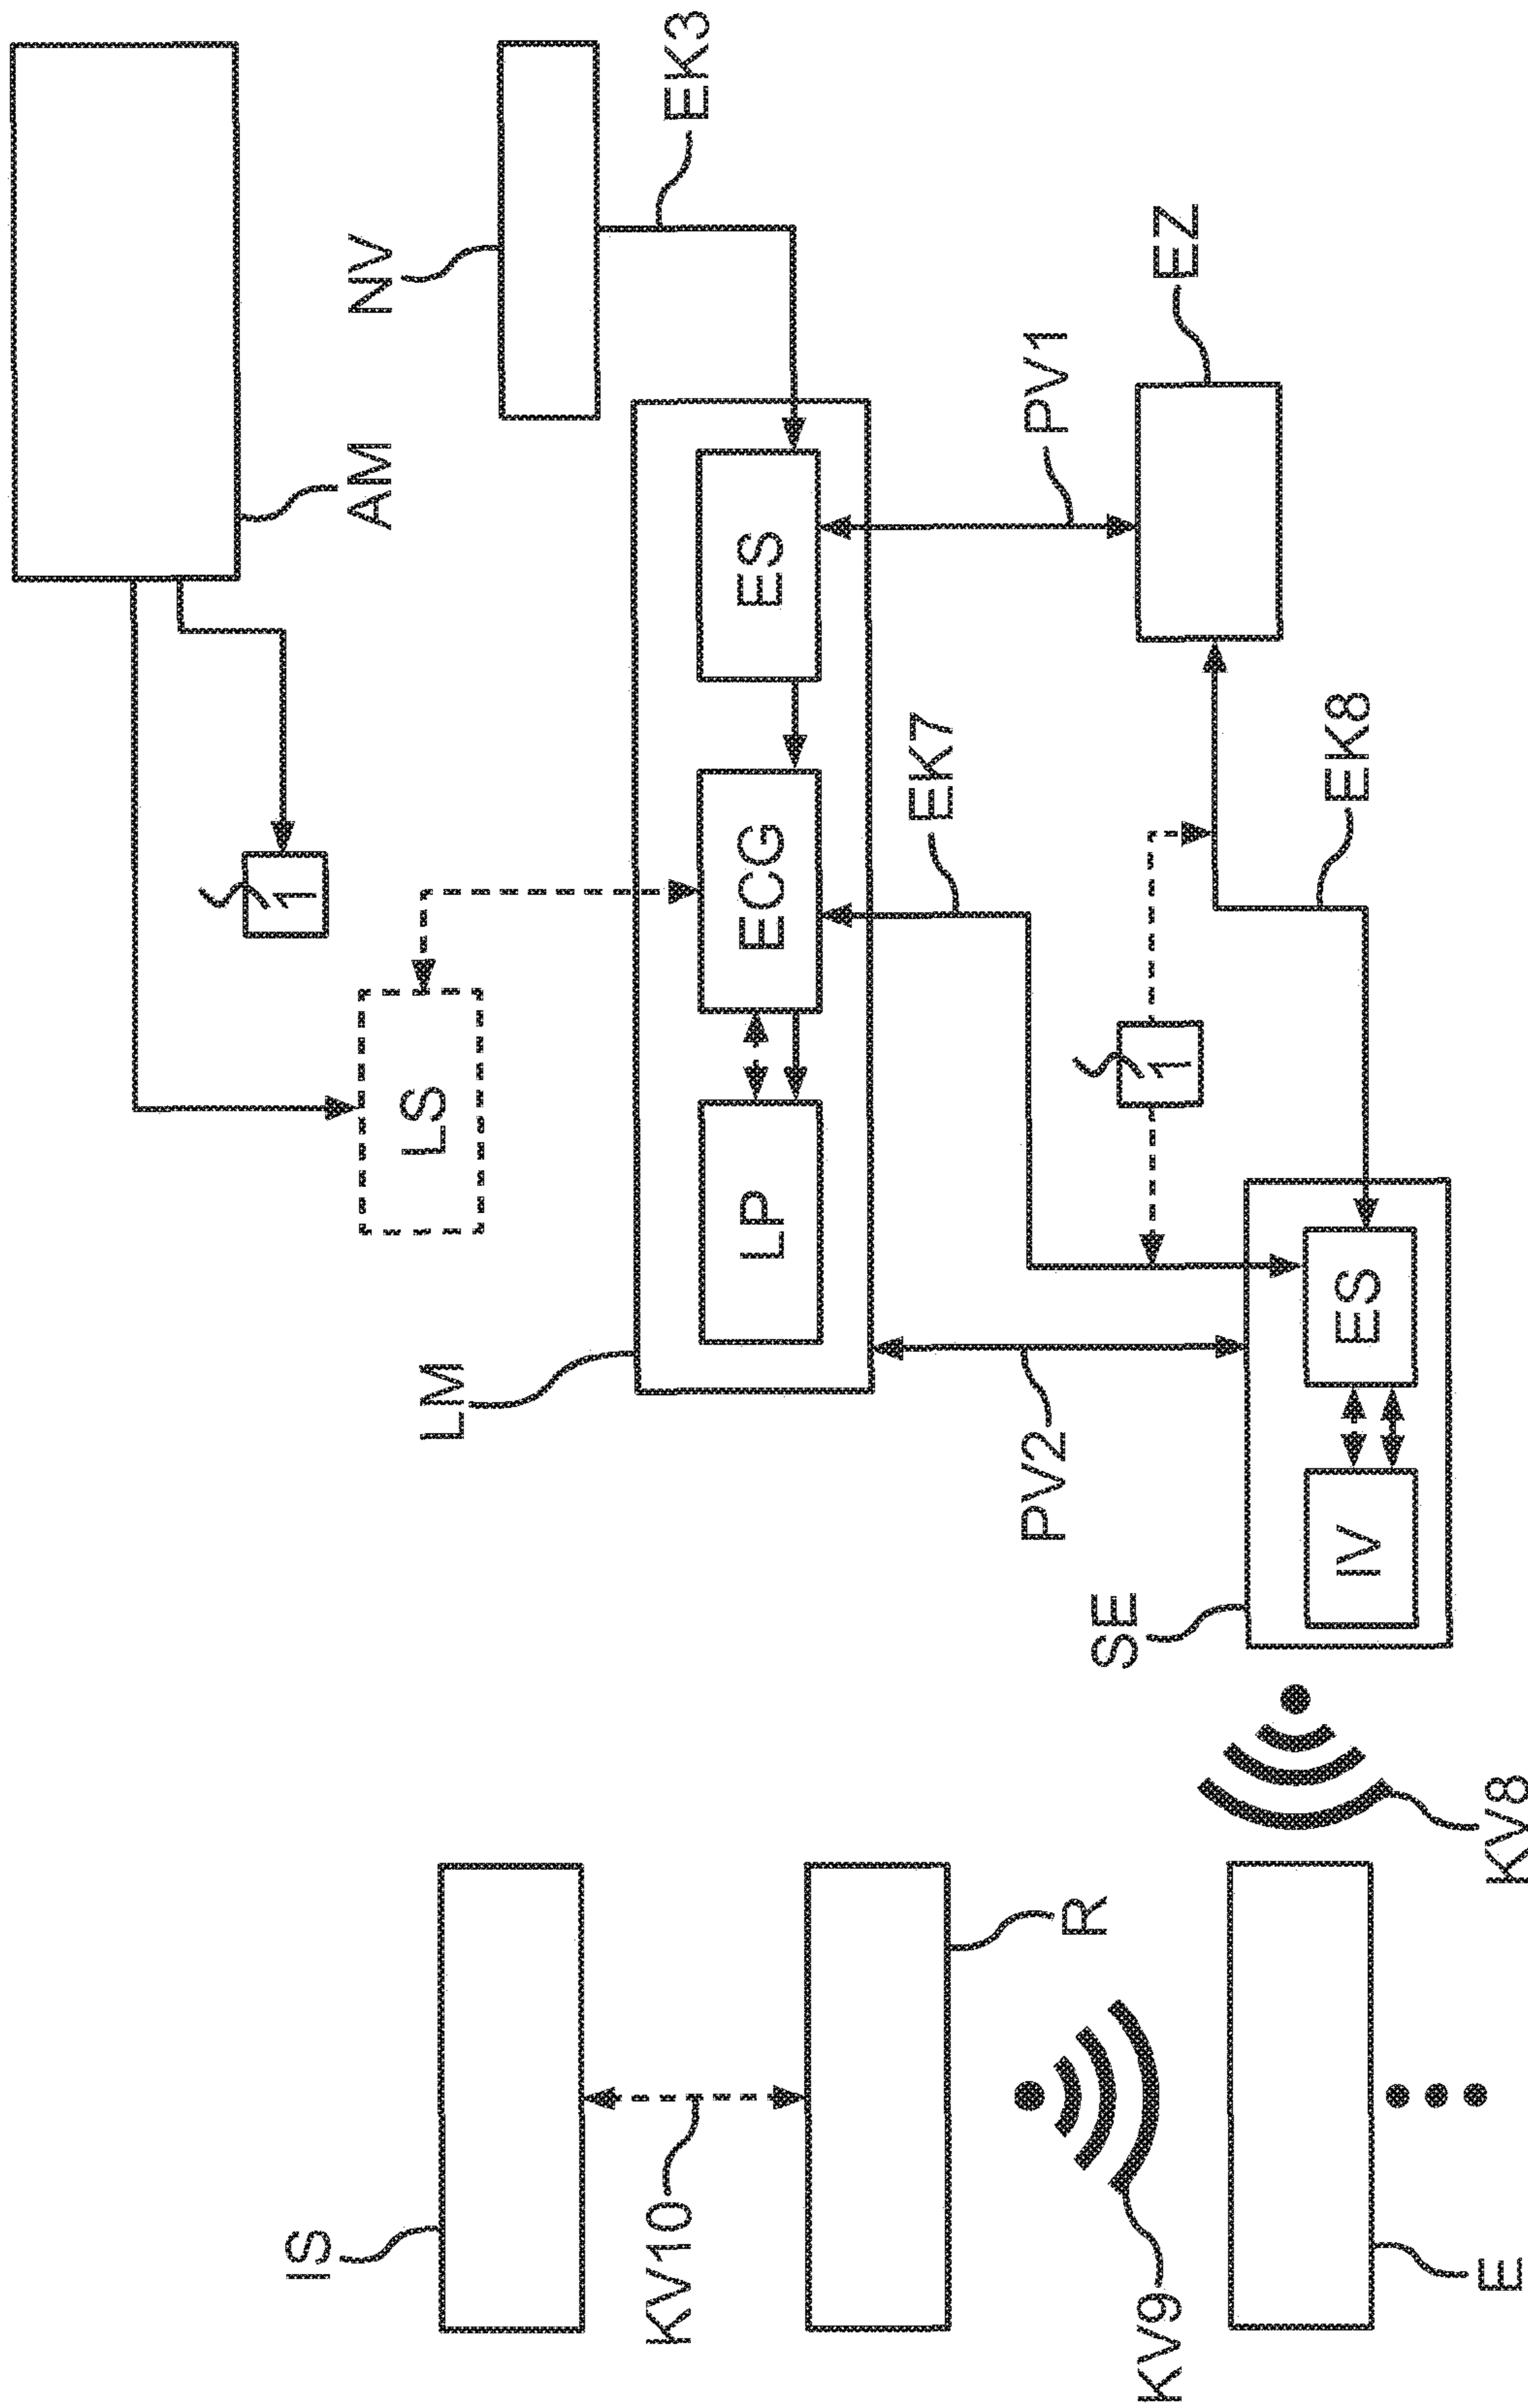 IS
1
AM
NV
LM
LS
KV10
EK3
LP
ECG
ES
EK7
PV2
PV1
R
SE
KV9
1
EZ
IV
ES
EK8
E
KV8